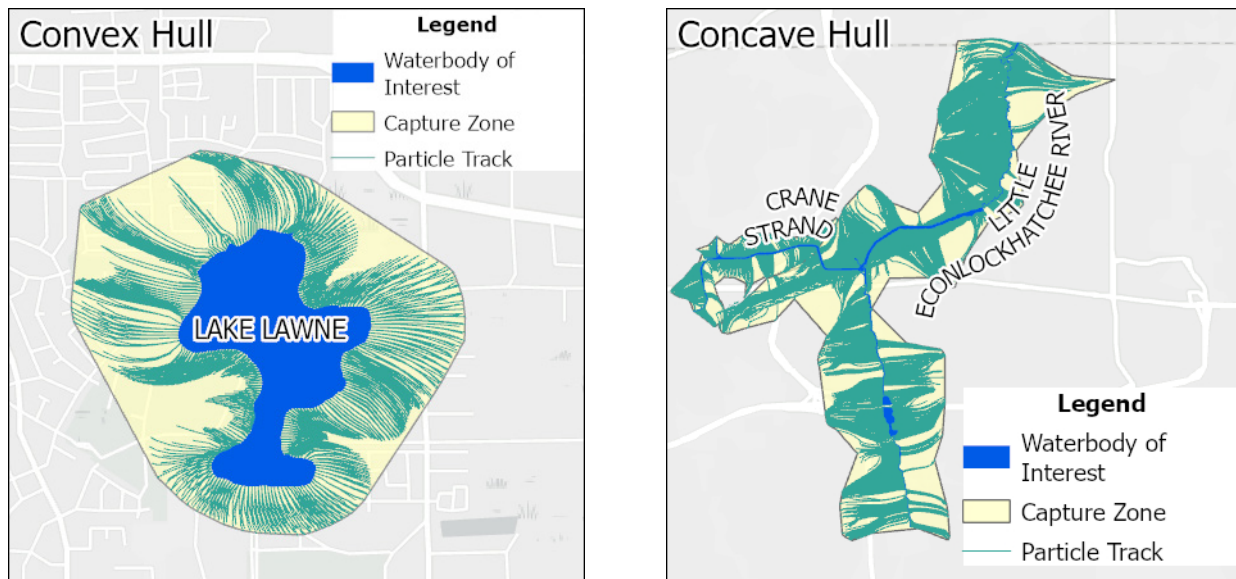 Convex Hull
Legend
Waterbody of
Interest
Capture Zone
Particle Track
LAKE LAWNE
Concave Hull
CRANE
STRAND
LITTLE
ECONLOCKHATCHEE RIVER
Legend
Waterbody of
Interest
Capture Zone
Particle Track